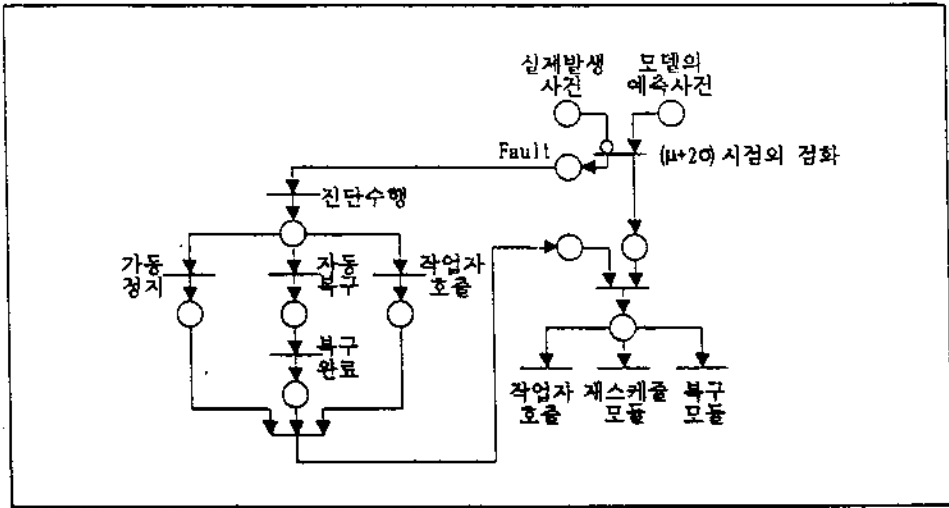 실제발생
사건
모델의
예측사건
Fault
(μ+2σ) 시점의 점화
진단수행
가동
정지
자동
복구
작업자
호출
복구
완료
작업자
호출
재스케쥴
모듈
복구
모듈